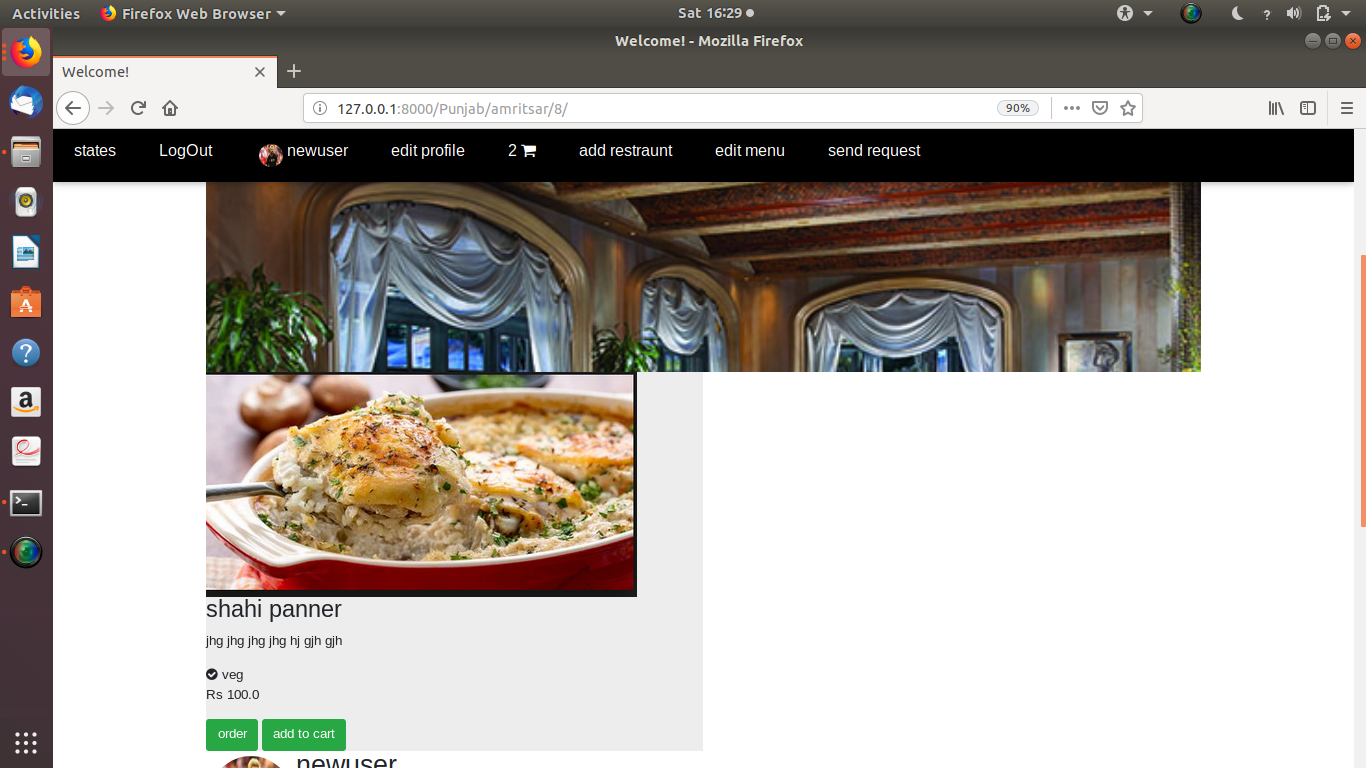 Activities Firefox Web Browser Sat 16:29
Welcome! - Mozilla Firefox
Welcome!
127.0.0.1:8000/Punjab/amritsar/8/ 90%
states LogOut newuser edit profile 2 add restraunt edit menu send request
shahi panner
jhg jhg jhg jhg hj gjh gjh
veg
Rs 100.0
order add to cart
newuser